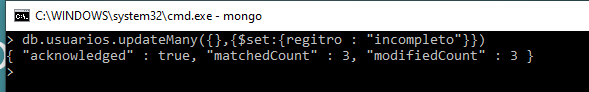 C:\WINDOWS\system32\cmd.exe - mongo
> db.usuarios.updateMany({},{$set:{regitro : "incompleto"}})
{ "acknowledged" : true, "matchedCount" : 3, "modifiedCount" : 3 }
>